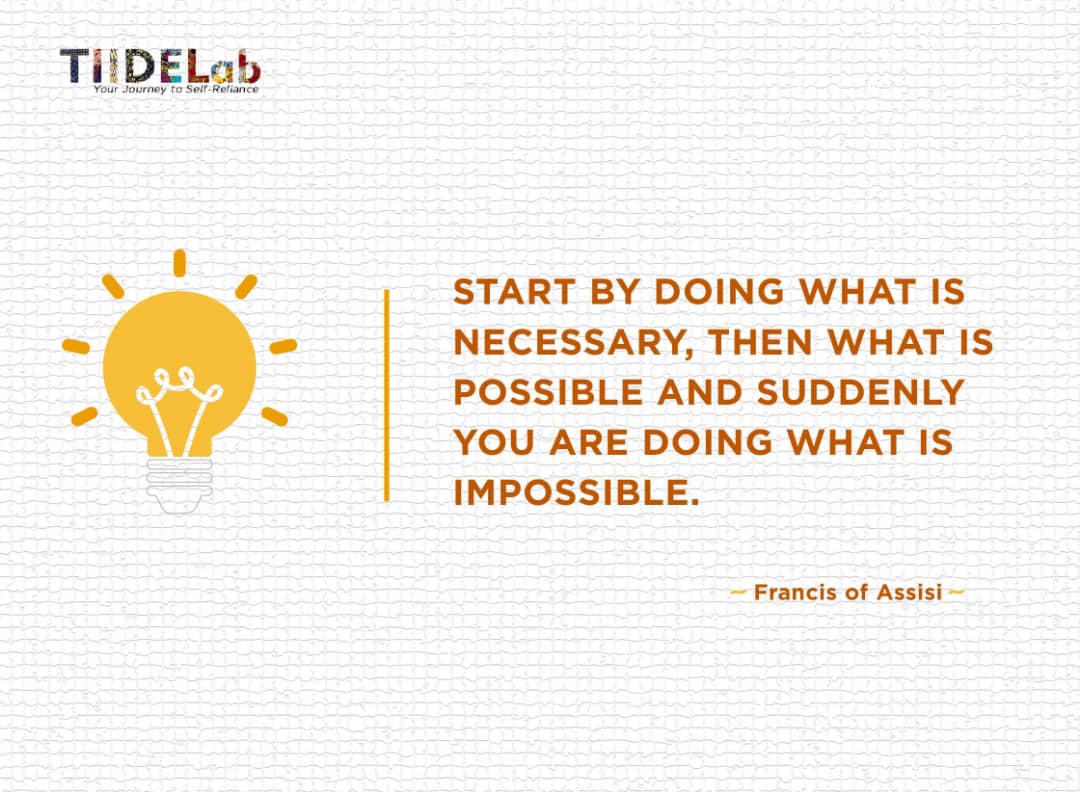 TIIDELab
Your Journey to Self-Reliance
START BY DOING WHAT IS
NECESSARY, THEN WHAT IS
POSSIBLE AND SUDDENLY
YOU ARE DOING WHAT IS
IMPOSSIBLE.
~ Francis of Assisi ~